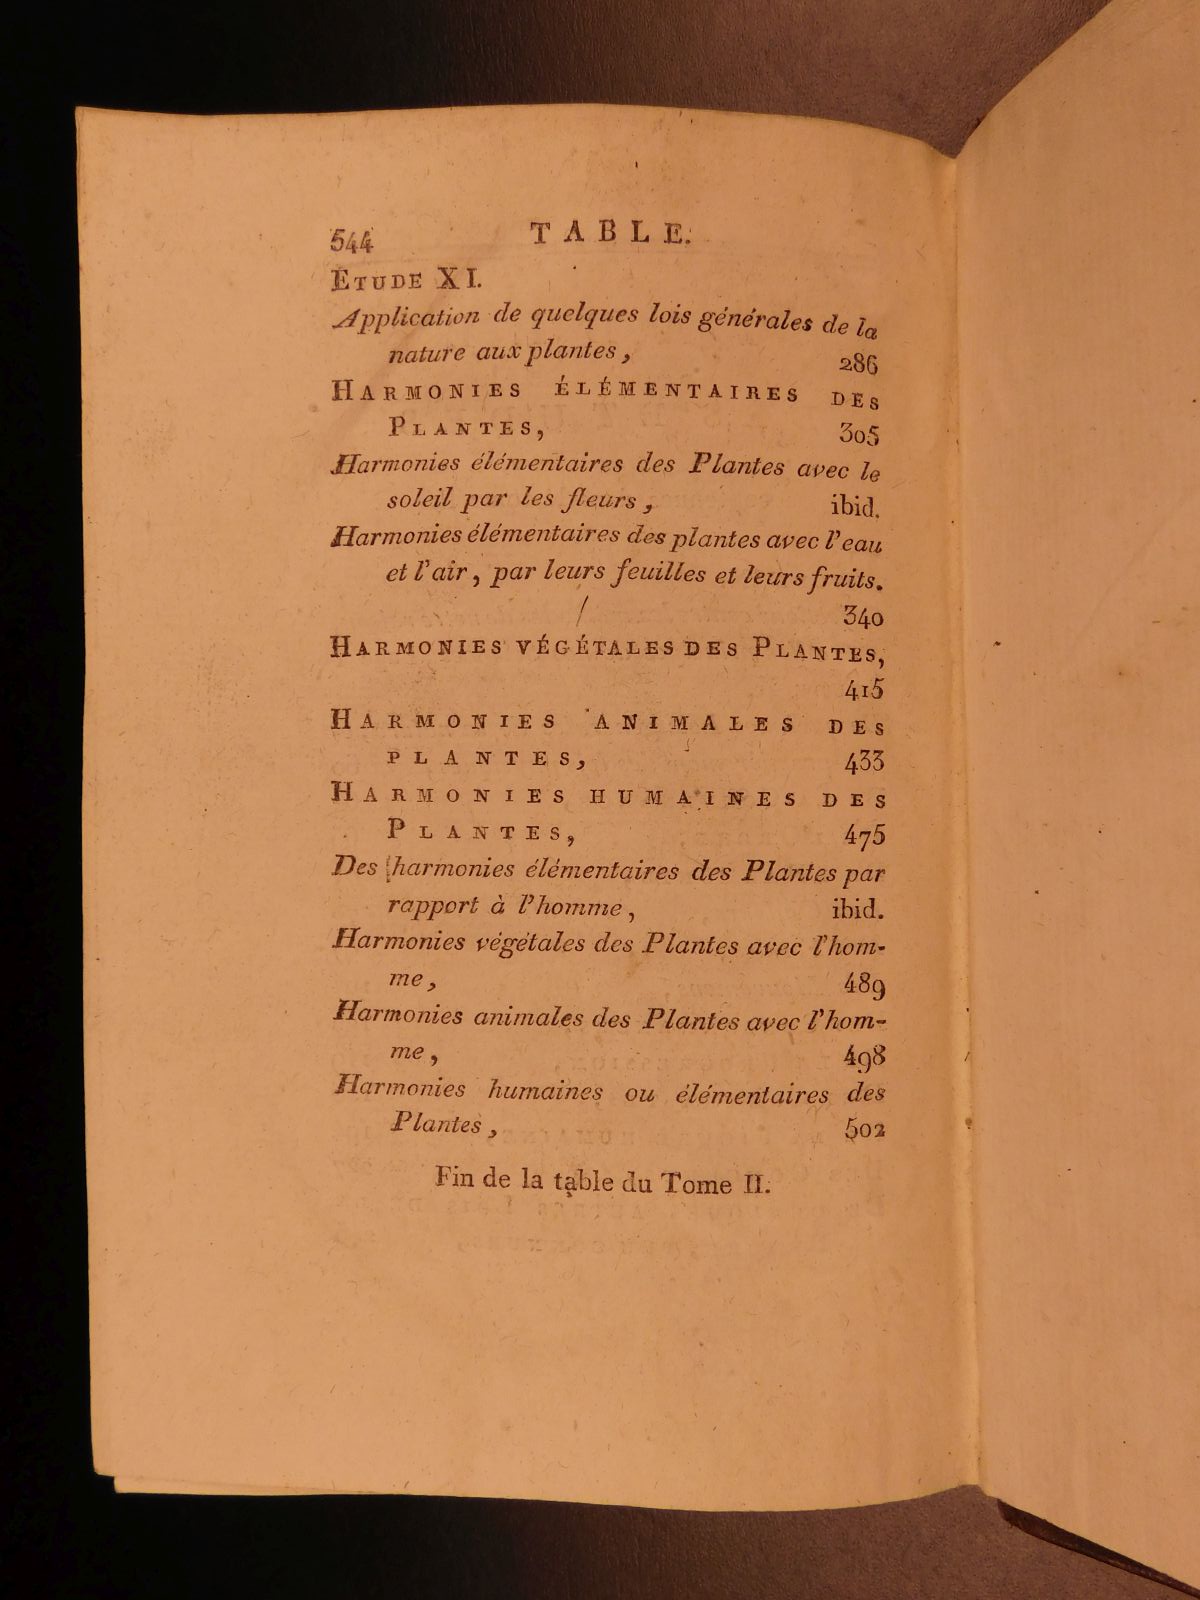 544 TABLE.
ETUDE XI.
Application de quelques lois générales de la
nature aux plantes, 286
HARMONIES ÉLÉMENTAIRES DES
PLANTES, 305
Harmonies élémentaires des Plantes avec le
soleil par les fleurs, ibid.
Harmonies élémentaires des plantes avec l'eau
et l'air, par leurs feuilles et leurs fruits.
340
HARMONIES VÉGÉTALES DES PLANTES,
415
HARMONIES ANIMALES DES
PLANTES, 433
HARMONIES HUMAINES DES
PLANTES, 475
Des harmonies élémentaires des Plantes par
rapport à l'homme, ibid.
Harmonies végétales des Plantes avec l'hom-
me, 489
Harmonies animales des Plantes avec l'hom-
me, 498
Harmonies humaines ou élémentaires des
Plantes, 502
Fin de la table du Tome II.